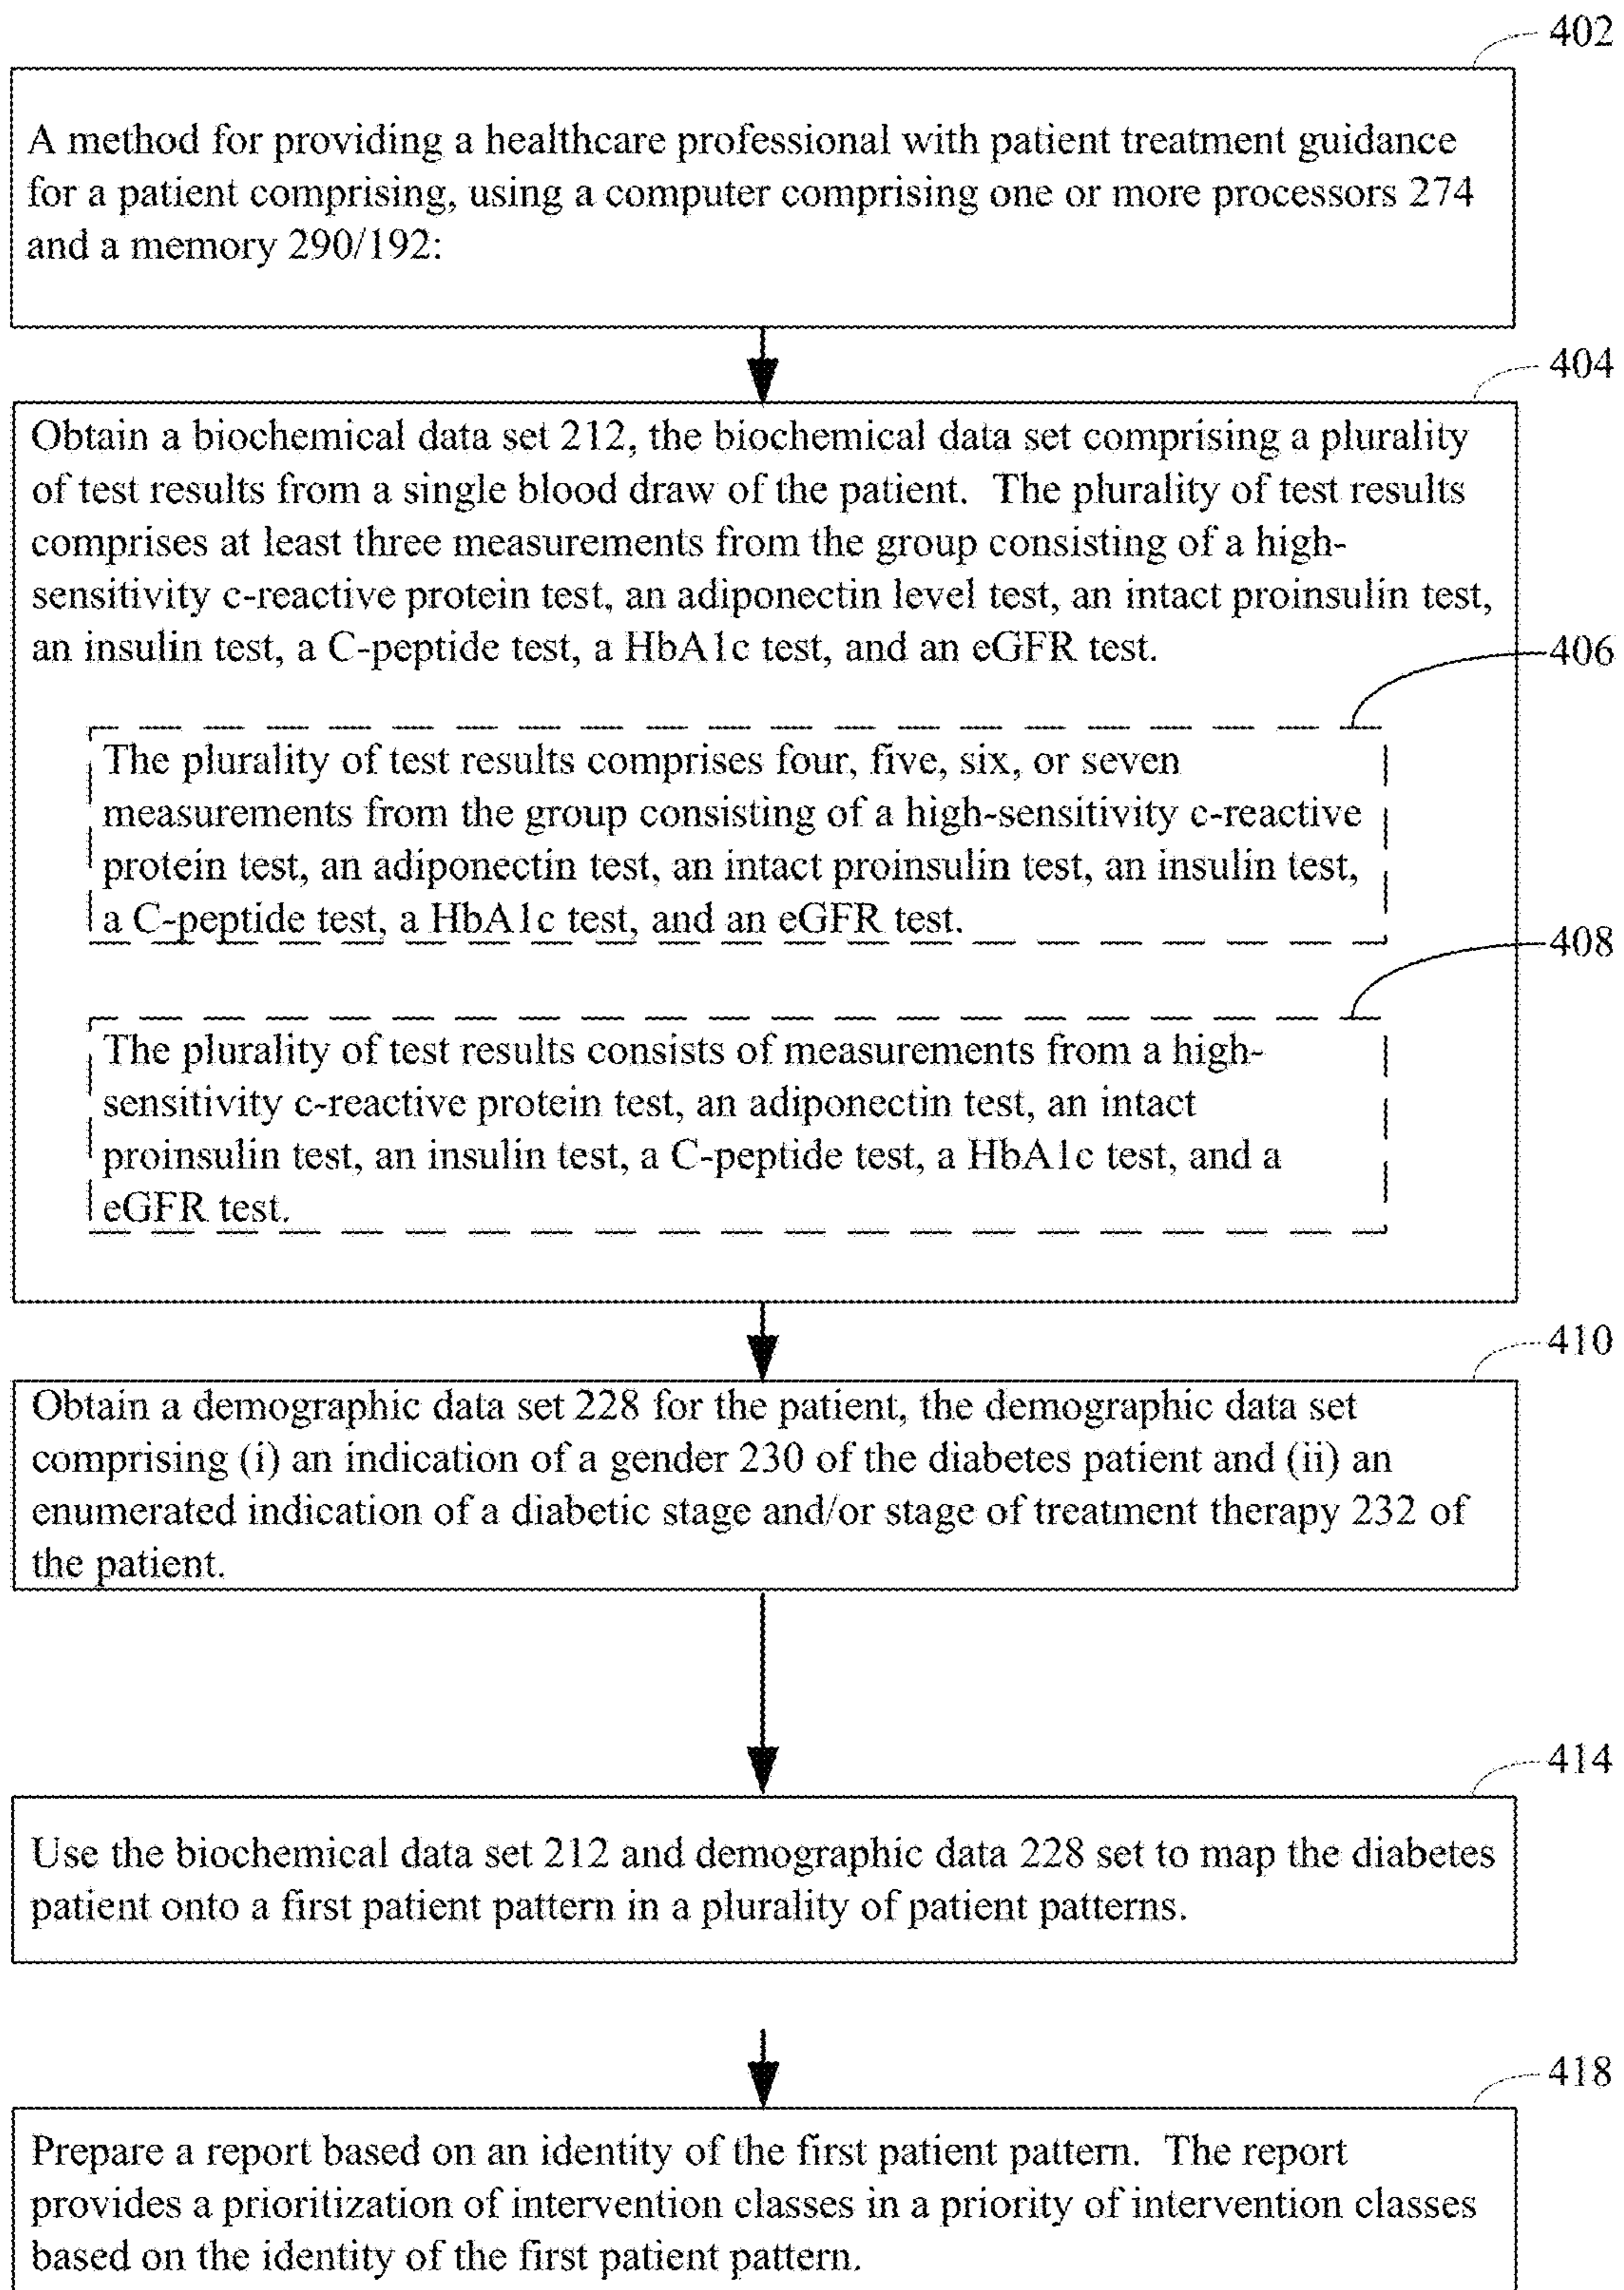 402
A method for providing a healthcare professional with patient treatment guidance
for a patient comprising, using a computer comprising one or more processors 274
and a memory 290/192:
404
Obtain a biochemical data set 212, the biochemical data set comprising a plurality
of test results from a single blood draw of the patient. The plurality of test results
comprises at least three measurements from the group consisting of a high-
sensitivity c-reactive protein test, an adiponectin level test, an intact proinsulin test,
an insulin test, a C-peptide test, a HbA1c test, and an eGFR test.
406
The plurality of test results comprises four, five, six, or seven
measurements from the group consisting of a high-sensitivity c-reactive
protein test, an adiponectin test, an intact proinsulin test, an insulin test,
a C-peptide test, a HbA1c test, and an eGFR test.
408
The plurality of test results consists of measurements from a high-
sensitivity c-reactive protein test, an adiponectin test, an intact
proinsulin test, an insulin test, a C-peptide test, a HbA1c test, and a
eGFR test.
410
Obtain a demographic data set 228 for the patient, the demographic data set
comprising (i) an indication of a gender 230 of the diabetes patient and (ii) an
enumerated indication of a diabetic stage and/or stage of treatment therapy 232 of
the patient.
414
Use the biochemical data set 212 and demographic data 228 set to map the diabetes
patient onto a first patient pattern in a plurality of patient patterns.
418
Prepare a report based on an identity of the first patient pattern. The report
provides a prioritization of intervention classes in a priority of intervention classes
based on the identity of the first patient pattern.